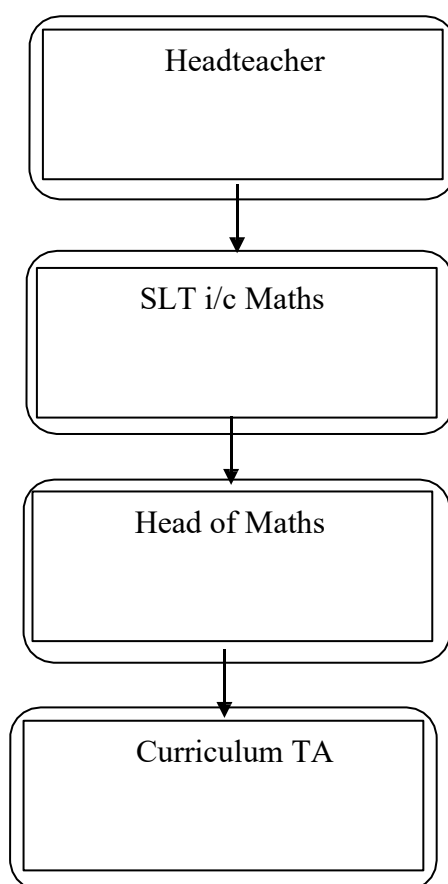 Headteacher
SLT i/c Maths
Head of Maths
Curriculum TA